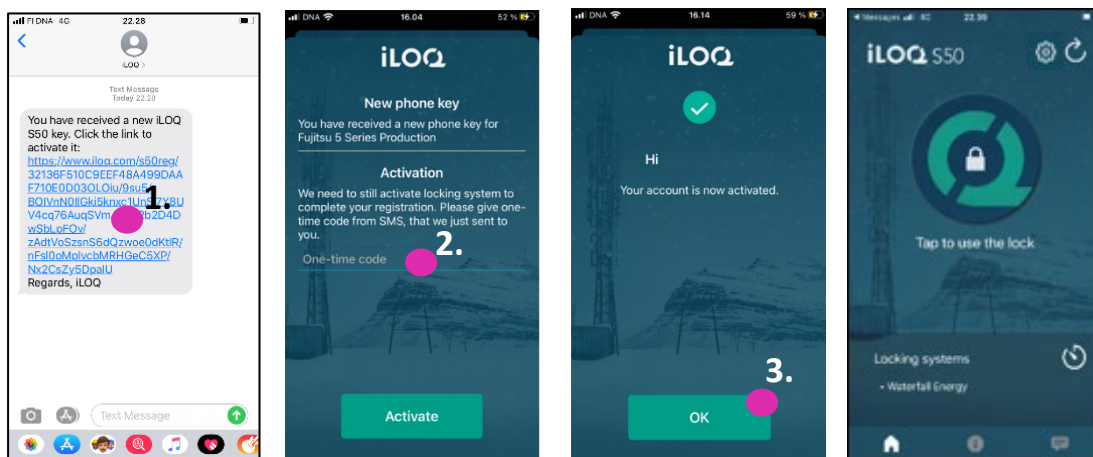 FI DNA 4G 22.28
iLOQ >
Text Message
Today 22.28
You have received a new iLOQ
S50 key. Click the link to
activate it:
https://www.iloq.com/s50reg/
32136F510C9EEF48A499DAA
F710E0D03OLOiu/9su5
BOIVnN0IlGki5knxc1Un 7Y8U
V4cq76AuqSVm 2b2D4D
wSbLpFOv/
zAdtVoSzsnS6dQzwoe0dKtlR/
nFsl0oMplvcbMRHGeC5XP/
Nx2CsZy5DpalU
Regards, iLOQ
1.
Text Message
DNA 16.04 52 %
iLOQ
New phone key
You have received a new phone key for
Fujitsu 5 Series Production
Activation
We need to still activate locking system to
complete your registration. Please give one-
time code from SMS, that we just sent to
you.
2.
One-time code
Activate
DNA 16.14 59 %
iLOQ
Hi
Your account is now activated.
3.
OK
Messages 4G 22.39
iLOQ S50
Tap to use the lock
Locking systems
- Waterfall Energy